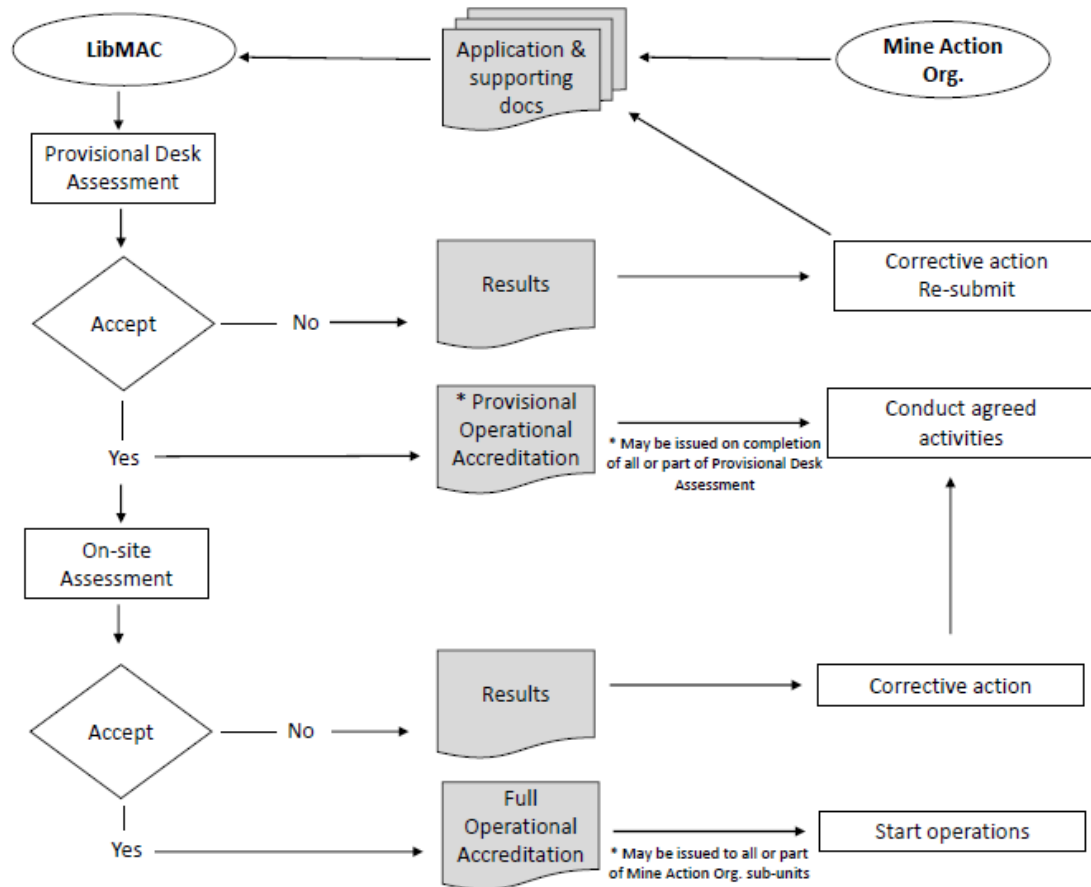 LibMAC
Application &
supporting
docs
Mine Action
Org.
Provisional Desk
Assessment
Accept
No
Results
Corrective action
Re-submit
Yes
* Provisional
Operational
Accreditation
* May be issued on completion
of all or part of Provisional Desk
Assessment
Conduct agreed
activities
On-site
Assessment
Accept
No
Results
Corrective action
Yes
Full
Operational
Accreditation
* May be issued to all or part
of Mine Action Org. sub-units
Start operations